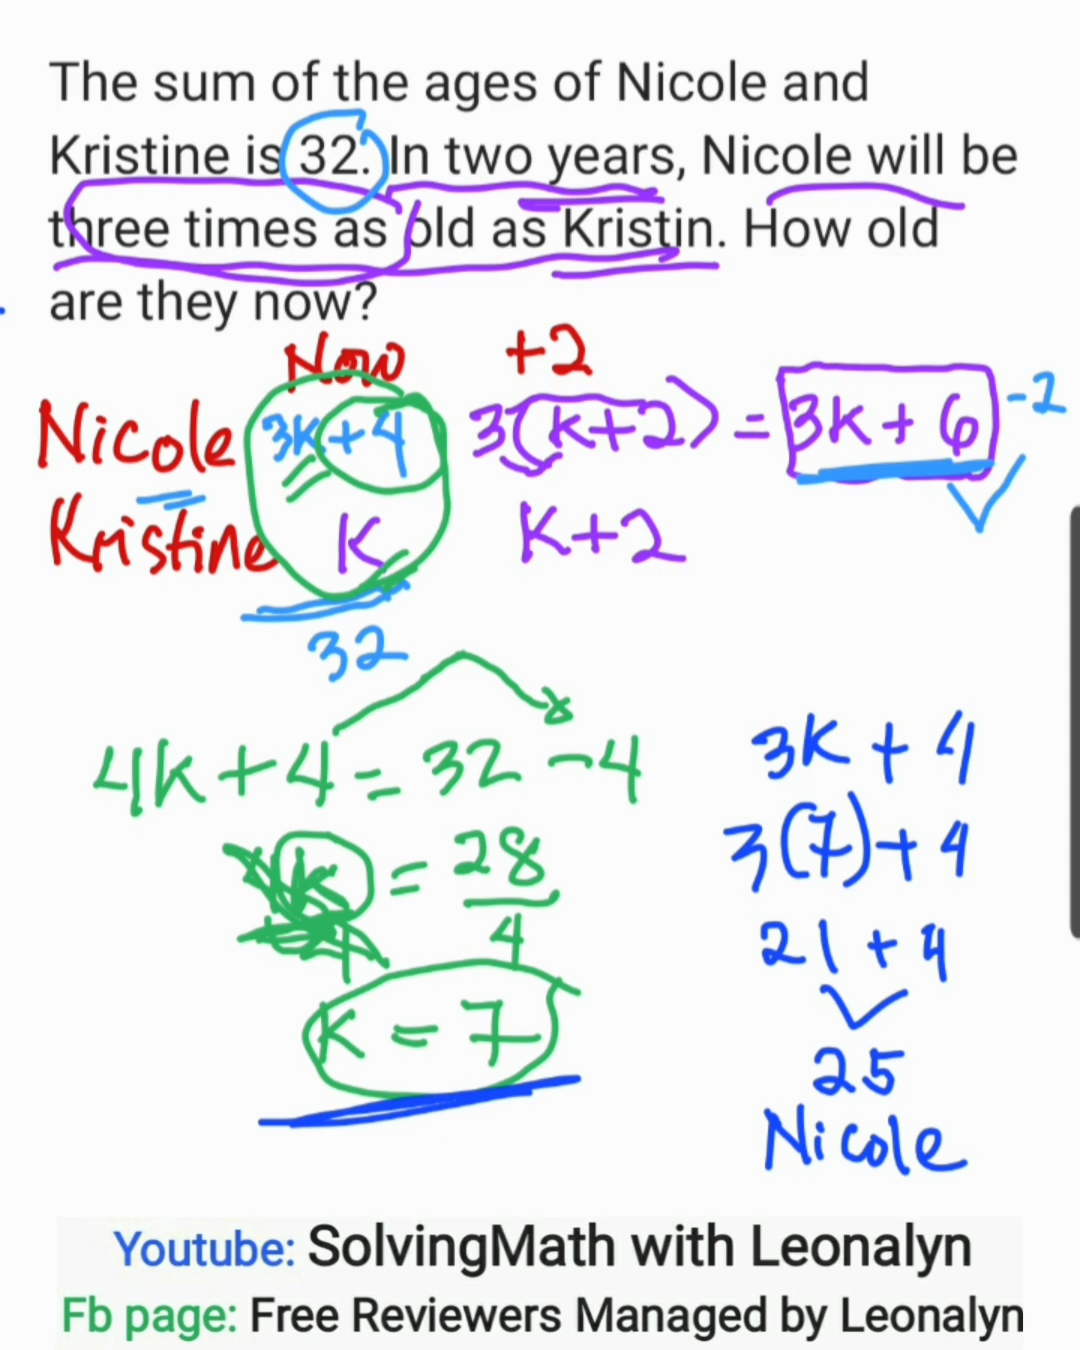 The sum of the ages of Nicole and
Kristine is 32. In two years, Nicole will be
three times as old as Kristin. How old
are they now?
Now +2
Nicole 3K+4 3(K+2) = 3K+6 -2
Kristine K K+2
32
4K+4 = 32 -4
K = 28
4
K = 7
3K + 4
3(7)+4
21+4
25
Nicole
Youtube: SolvingMath with Leonalyn
Fb page: Free Reviewers Managed by Leonalyn